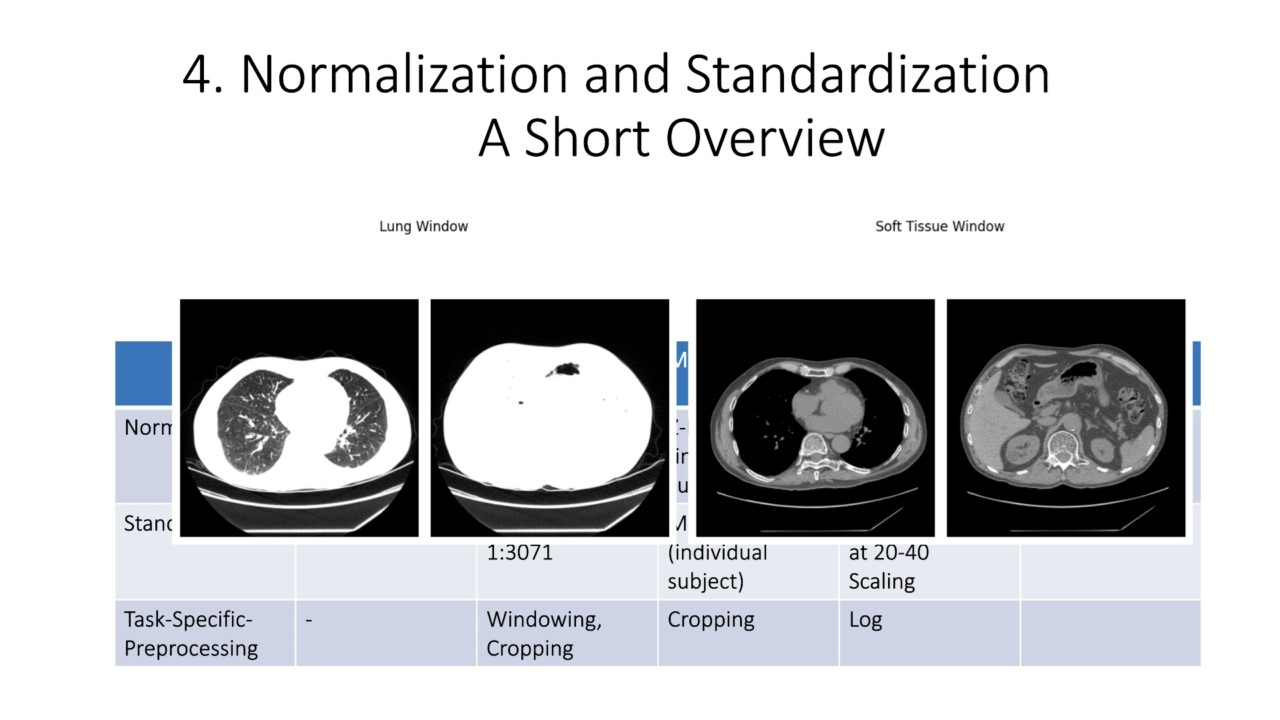 4. Normalization and Standardization
A Short Overview
Lung Window
Soft Tissue Window
1:3071
(individual
subject)
at 20-40
Scaling
Task-Specific-
Preprocessing
-
Windowing,
Cropping
Cropping
Log